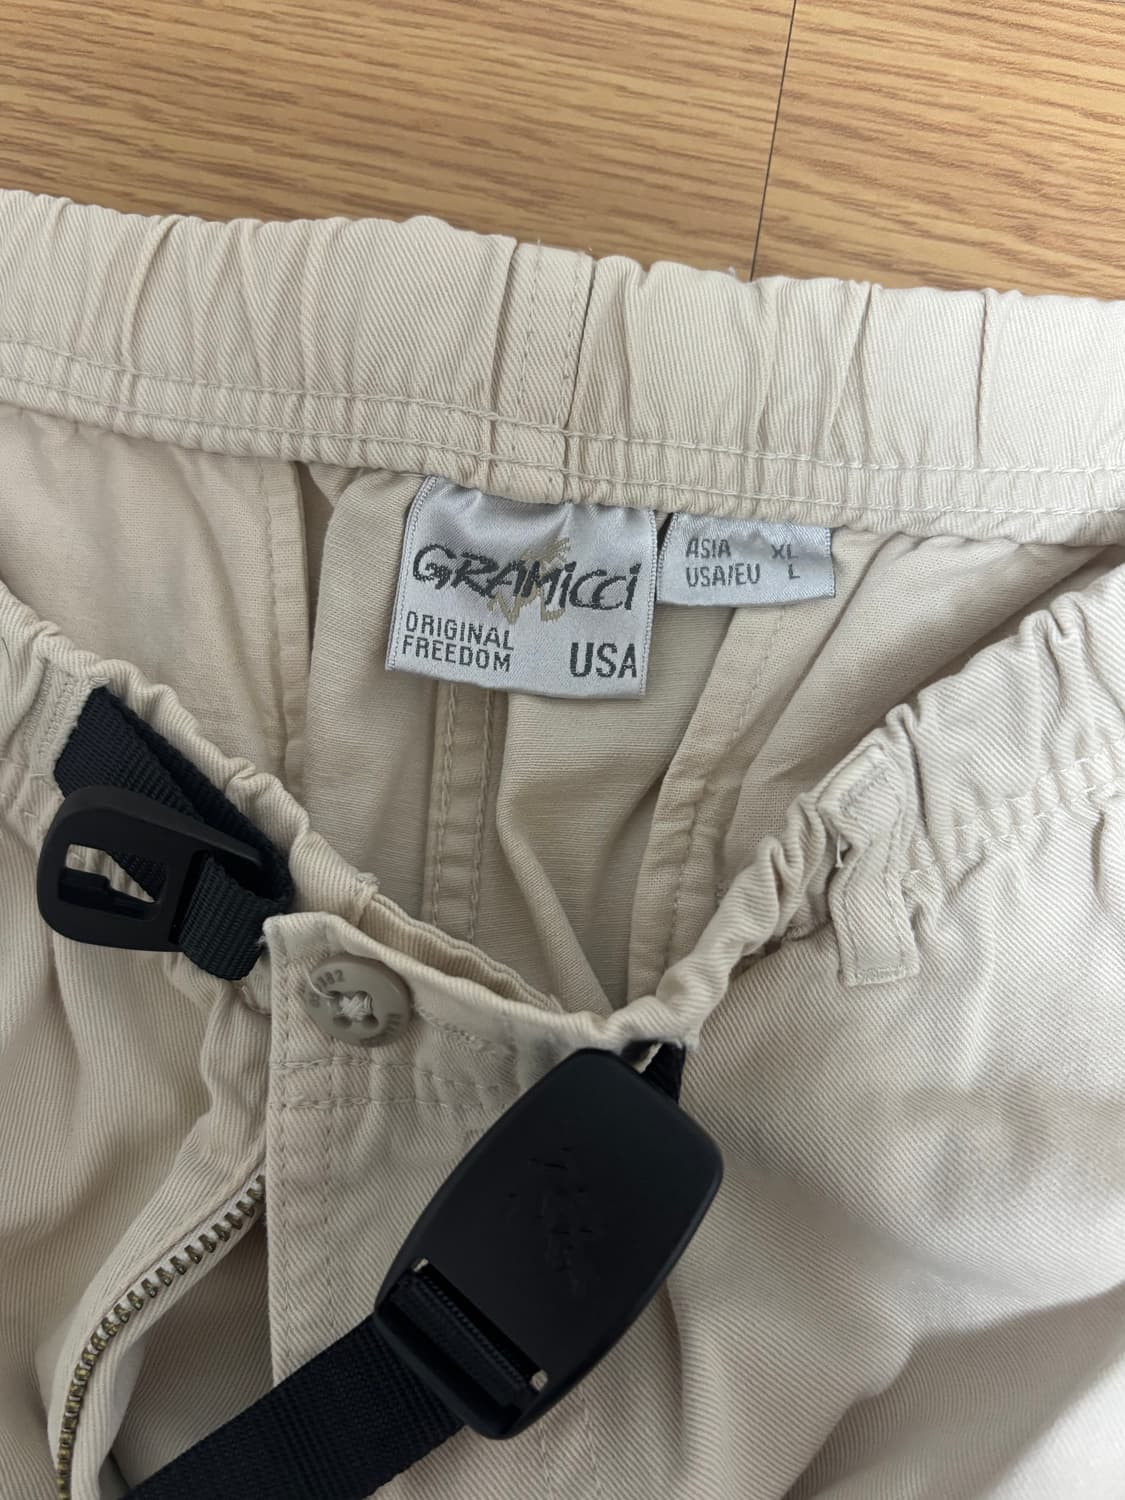 GRAMICCI
ORIGINAL
FREEDOM
USA
ASIA XL
USA/EU L